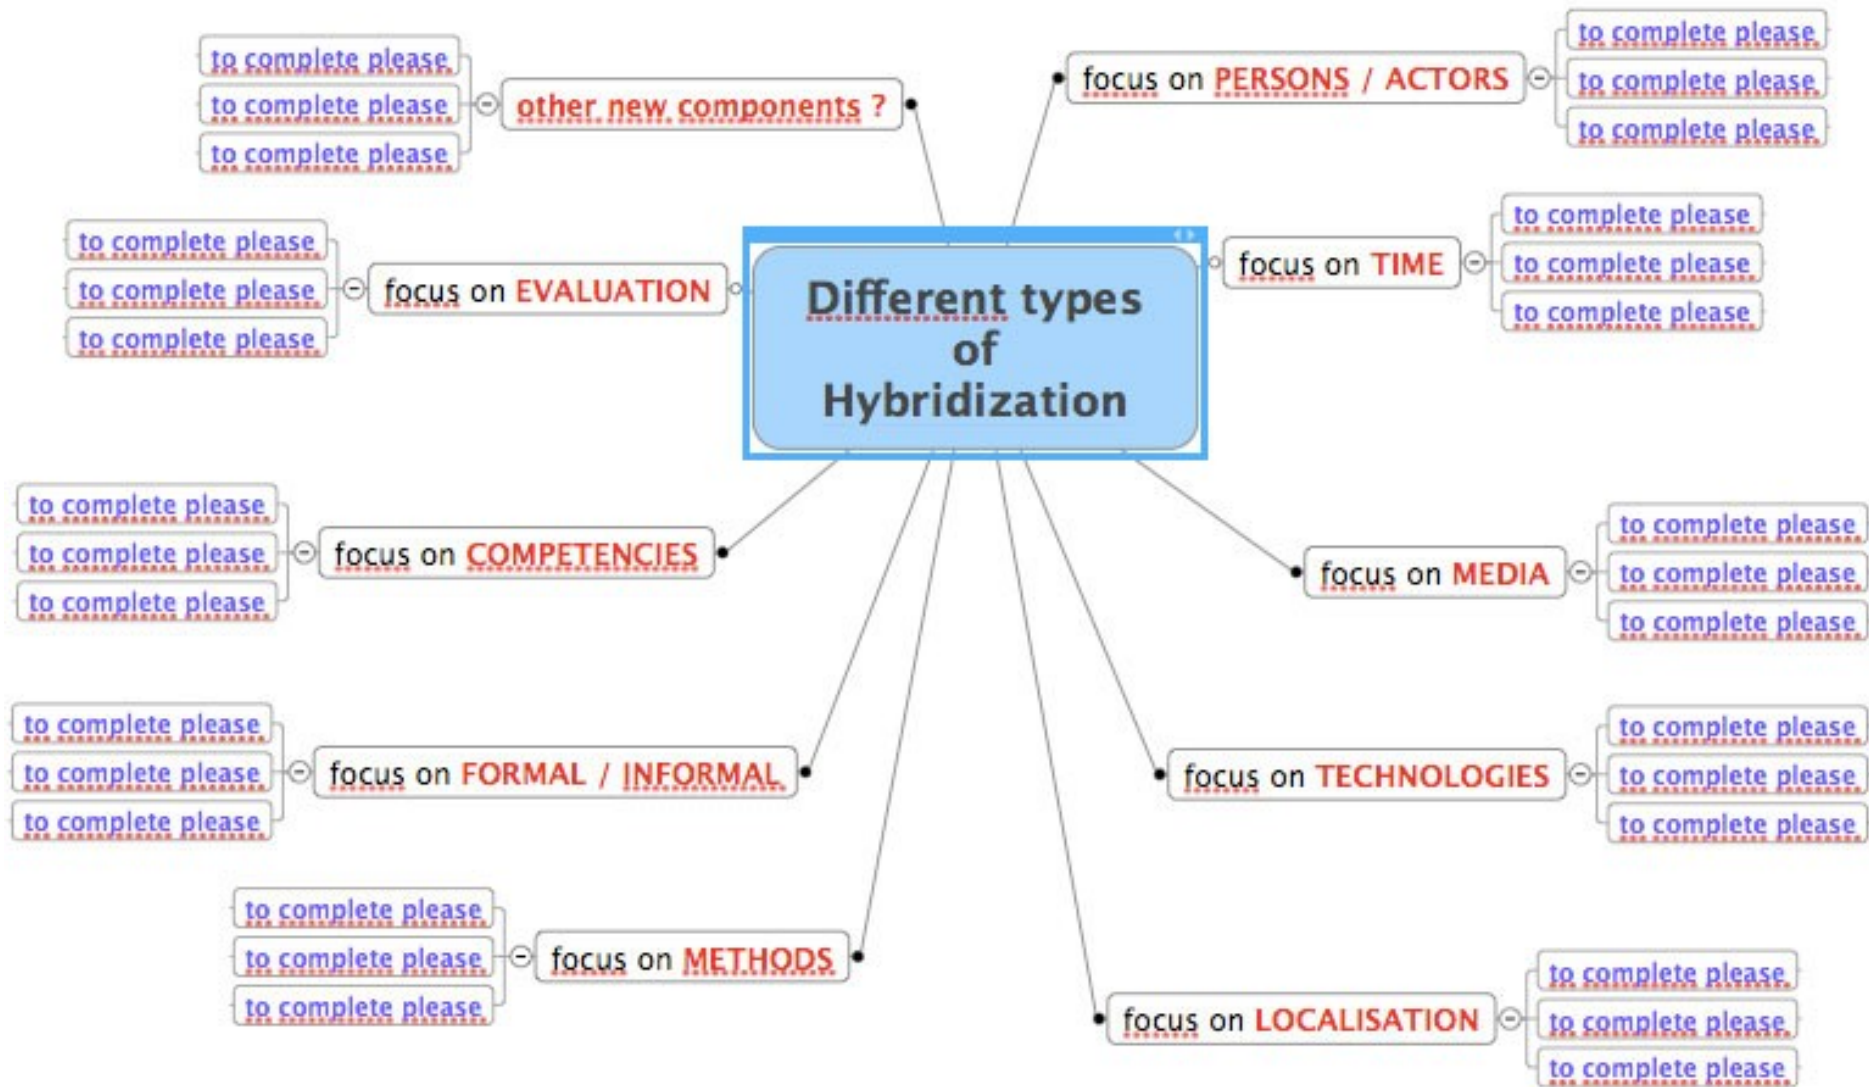 Different types
of
Hybridization
focus on PERSONS / ACTORS
to complete please
to complete please
to complete please
focus on TIME
to complete please
to complete please
to complete please
focus on MEDIA
to complete please
to complete please
to complete please
focus on TECHNOLOGIES
to complete please
to complete please
to complete please
focus on LOCALISATION
to complete please
to complete please
to complete please
other new components ?
to complete please
to complete please
to complete please
focus on EVALUATION
to complete please
to complete please
to complete please
focus on COMPETENCIES
to complete please
to complete please
to complete please
focus on FORMAL / INFORMAL
to complete please
to complete please
to complete please
focus on METHODS
to complete please
to complete please
to complete please